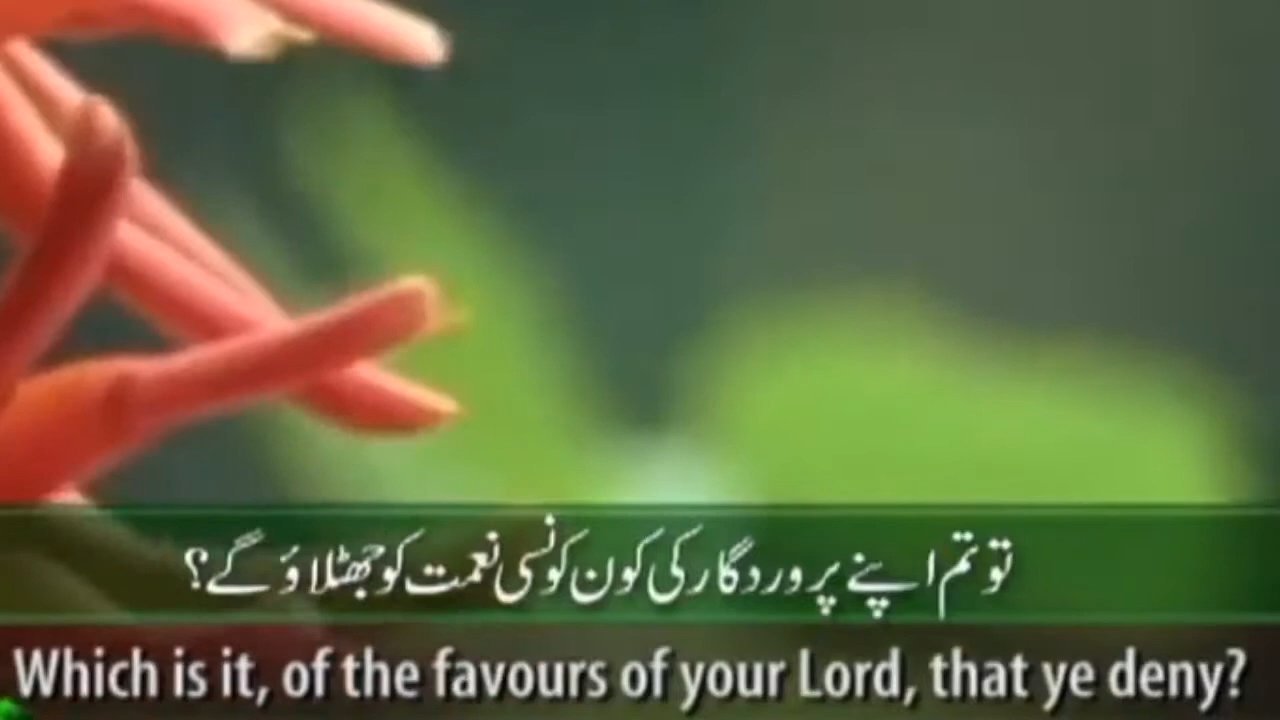 تو تم اپنے پروردگار کی کون کونسی نعمت کو جھٹلاؤ گے؟
Which is it, of the favours of your Lord, that ye deny?